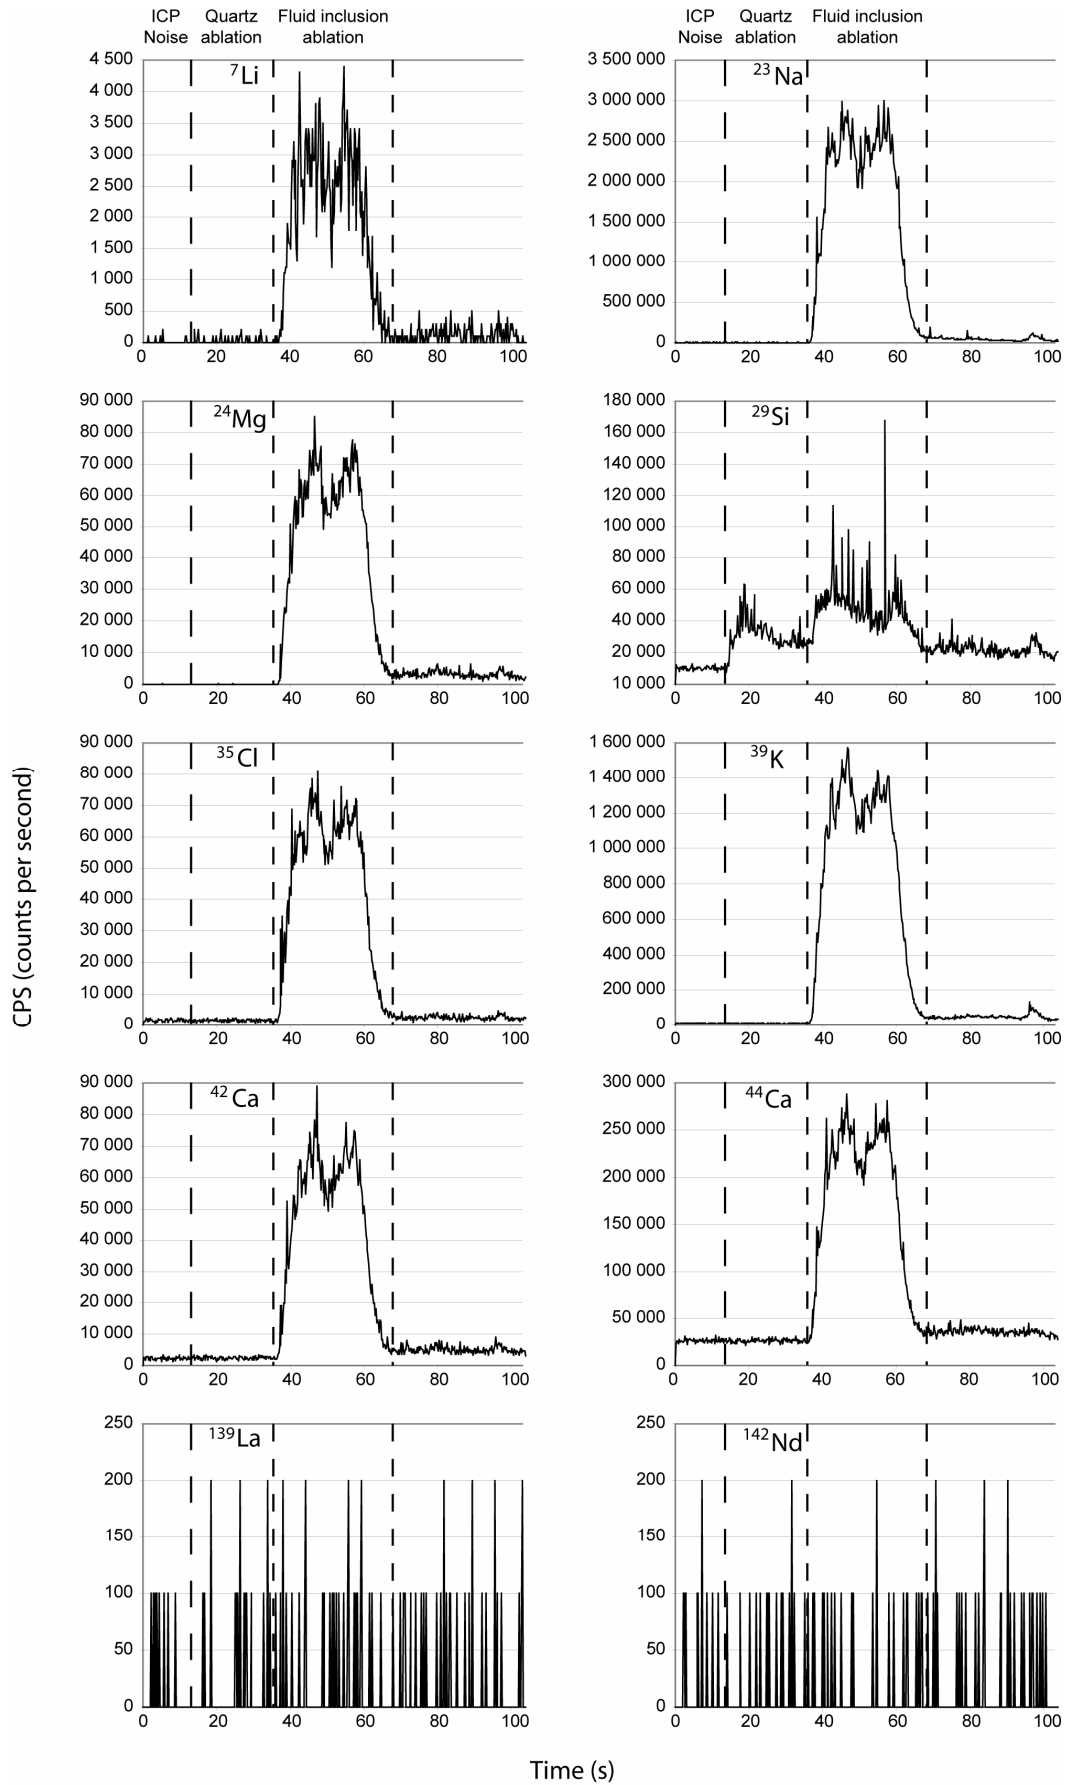 ICP Quartz Fluid inclusion
Noise ablation ablation
ICP Quartz Fluid inclusion
Noise ablation ablation
4 500
4 000
3 500
3 000
2 500
2 000
1 500
1 000
500
0
⁷Li
0 20 40 60 80 100
3 500 000
3 000 000
2 500 000
2 000 000
1 500 000
1 000 000
500 000
0
²³Na
0 20 40 60 80 100
90 000
80 000
70 000
60 000
50 000
40 000
30 000
20 000
10 000
0
²⁴Mg
0 20 40 60 80 100
180 000
160 000
140 000
120 000
100 000
80 000
60 000
40 000
20 000
10 000
²⁹Si
0 20 40 60 80 100
CPS (counts per second)
90 000
80 000
70 000
60 000
50 000
40 000
30 000
20 000
10 000
0
³⁵Cl
0 20 40 60 80 100
1 600 000
1 400 000
1 200 000
1 000 000
800 000
600 000
400 000
200 000
0
³⁹K
0 20 40 60 80 100
90 000
80 000
70 000
60 000
50 000
40 000
30 000
20 000
10 000
0
⁴²Ca
0 20 40 60 80 100
300 000
250 000
200 000
150 000
100 000
50 000
0
⁴⁴Ca
0 20 40 60 80 100
250
200
150
100
50
0
¹³⁹La
0 20 40 60 80 100
250
200
150
100
50
0
¹⁴²Nd
0 20 40 60 80 100
Time (s)